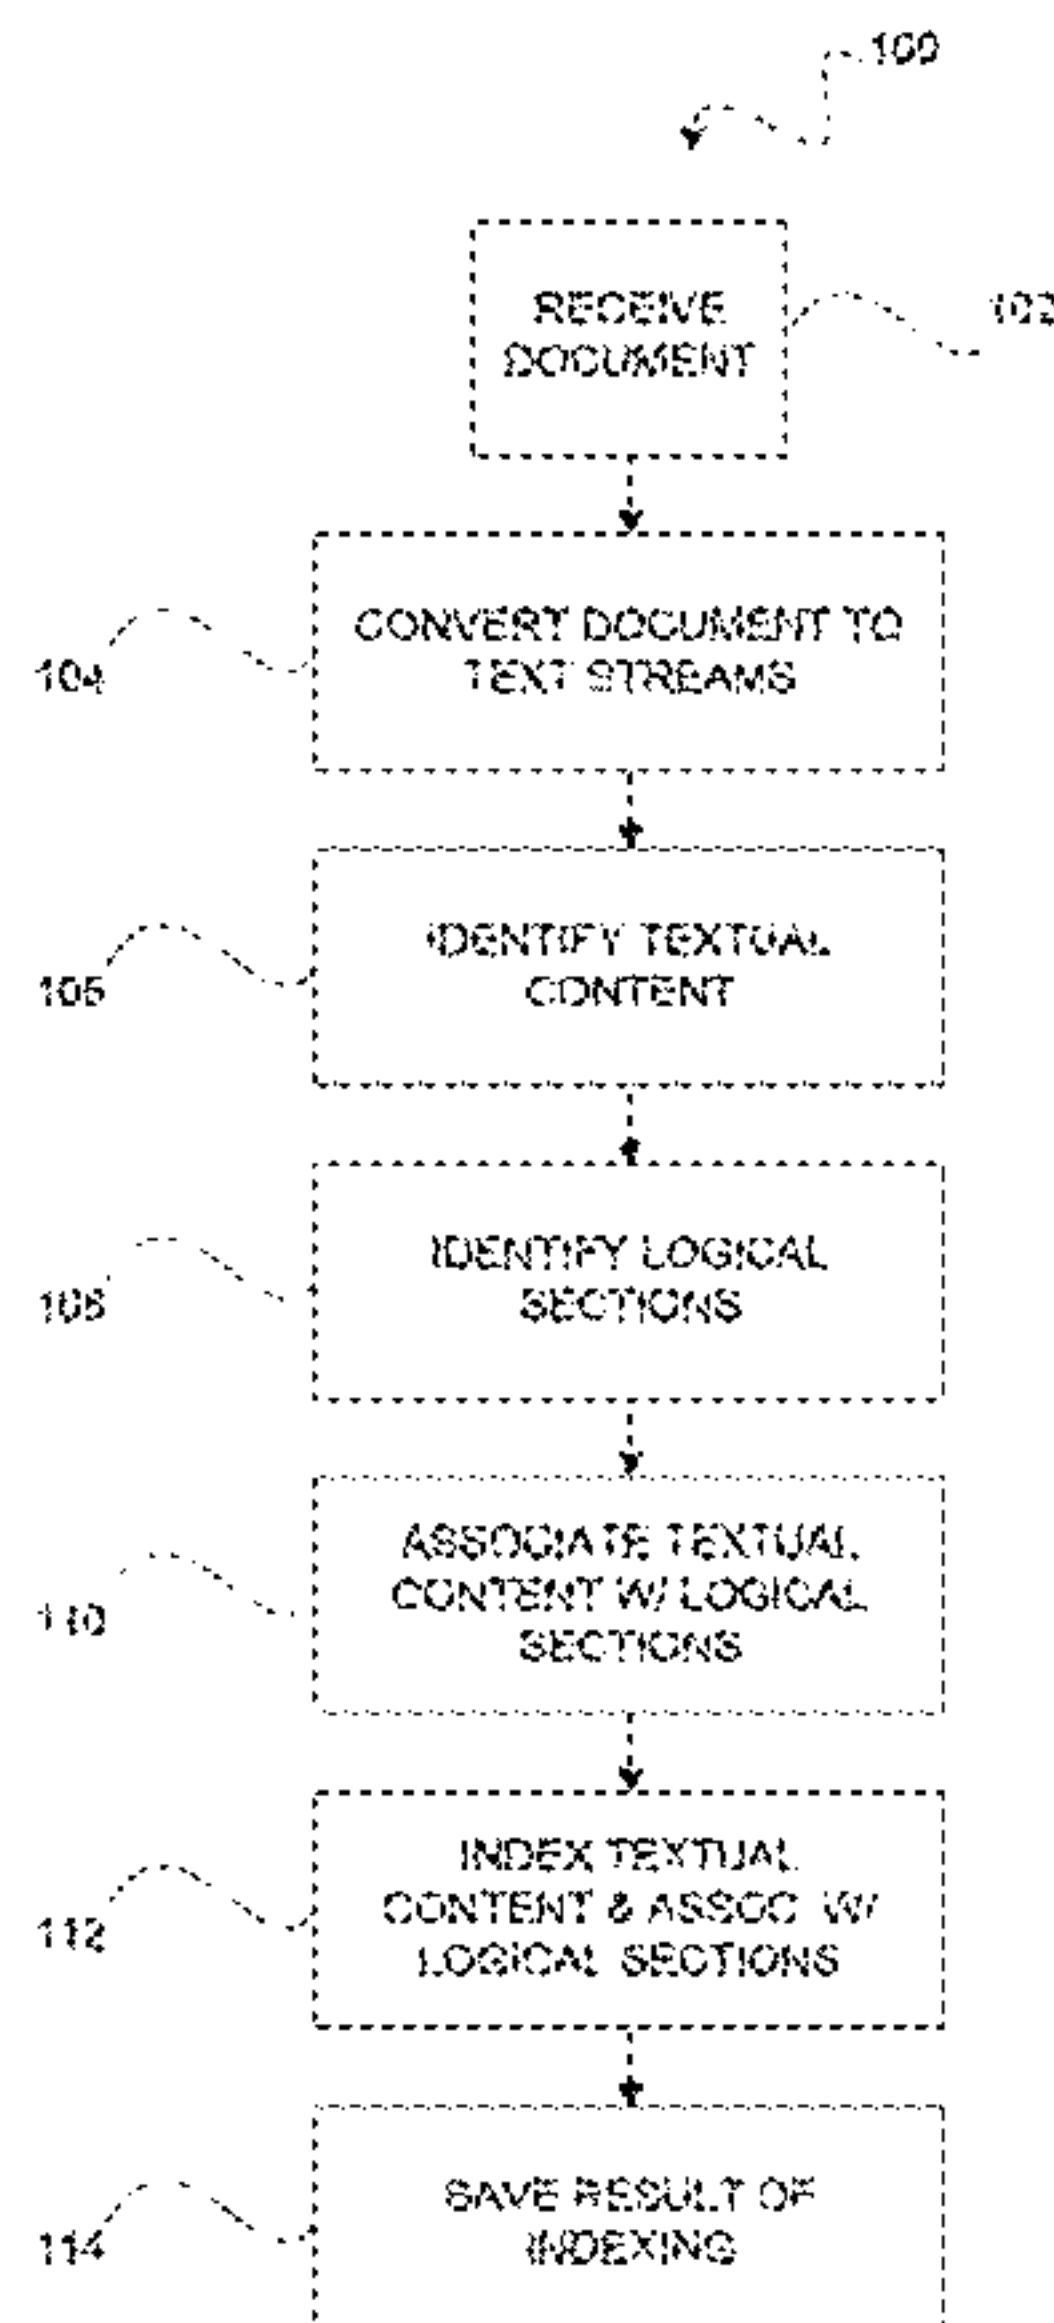 100
RECEIVE
DOCUMENT
102
CONVERT DOCUMENT TO
TEXT STREAMS
104
IDENTIFY TEXTUAL
CONTENT
106
IDENTIFY LOGICAL
SECTIONS
108
ASSOCIATE TEXTUAL
CONTENT W/ LOGICAL
SECTIONS
110
INDEX TEXTUAL
CONTENT & ASSOC. W/
LOGICAL SECTIONS
112
SAVE RESULT OF
INDEXING
114